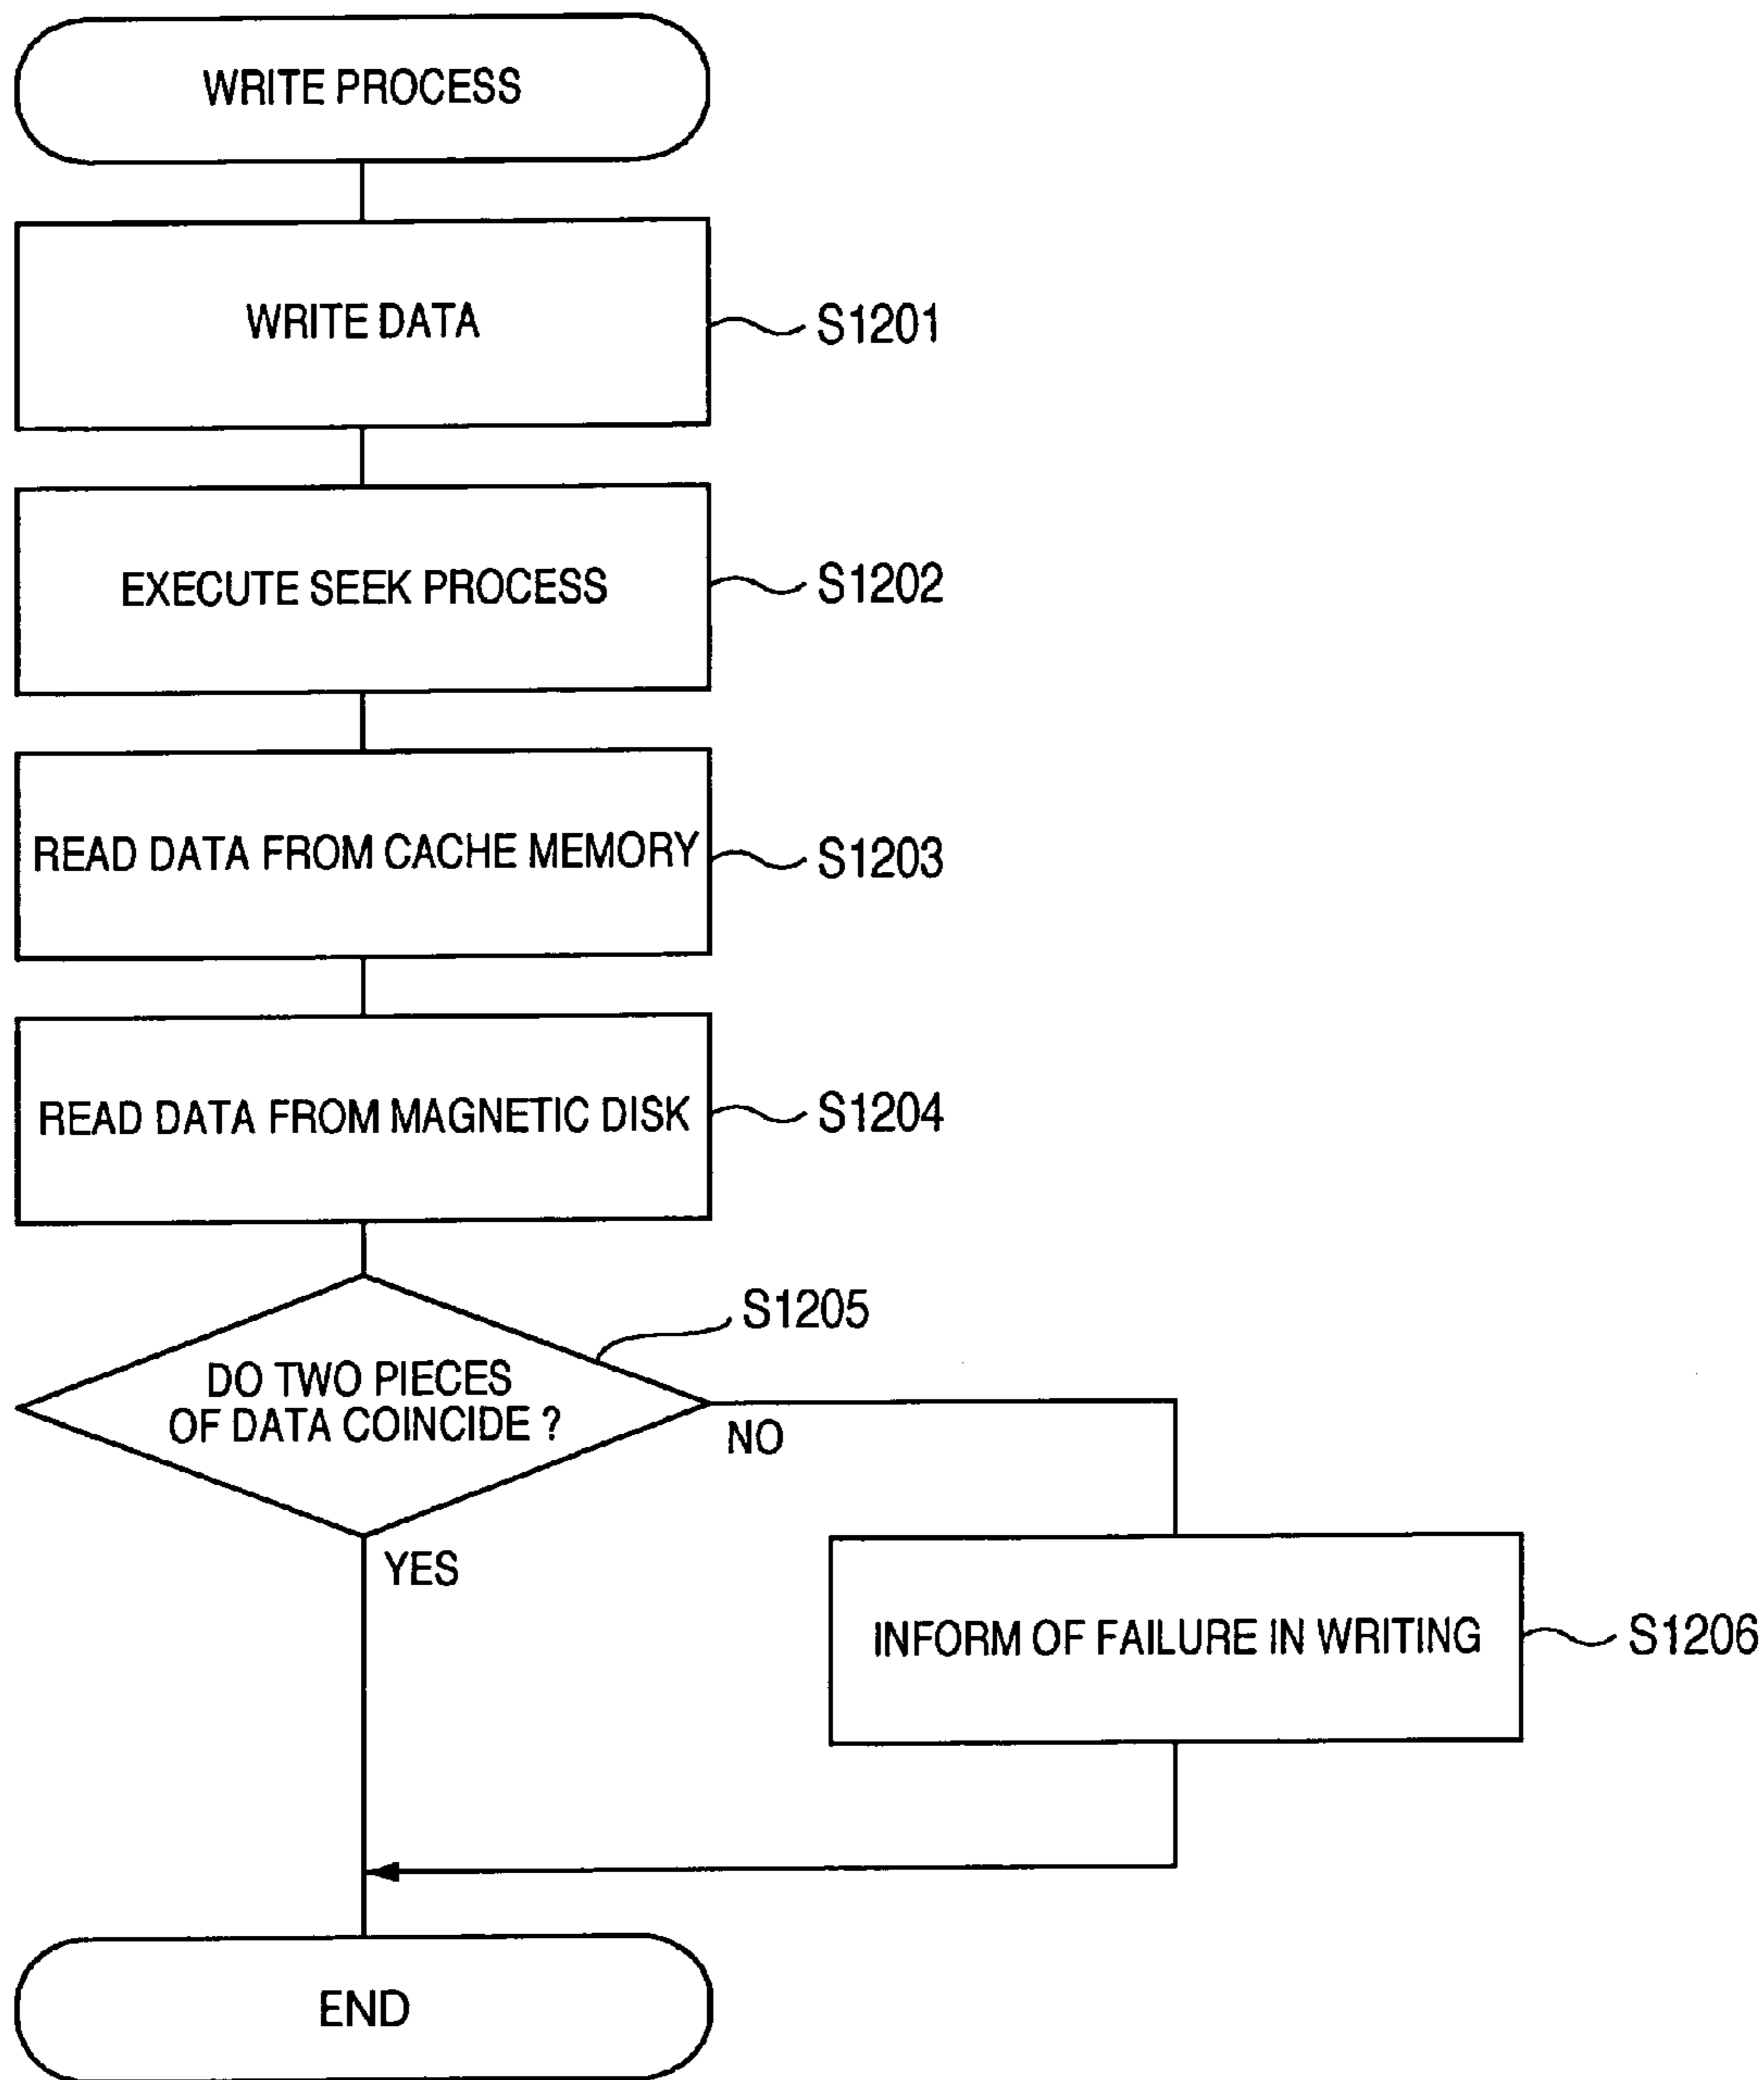 WRITE PROCESS
WRITE DATA
S1201
EXECUTE SEEK PROCESS
S1202
READ DATA FROM CACHE MEMORY
S1203
READ DATA FROM MAGNETIC DISK
S1204
S1205
DO TWO PIECES
OF DATA COINCIDE ?
NO
YES
INFORM OF FAILURE IN WRITING
S1206
END